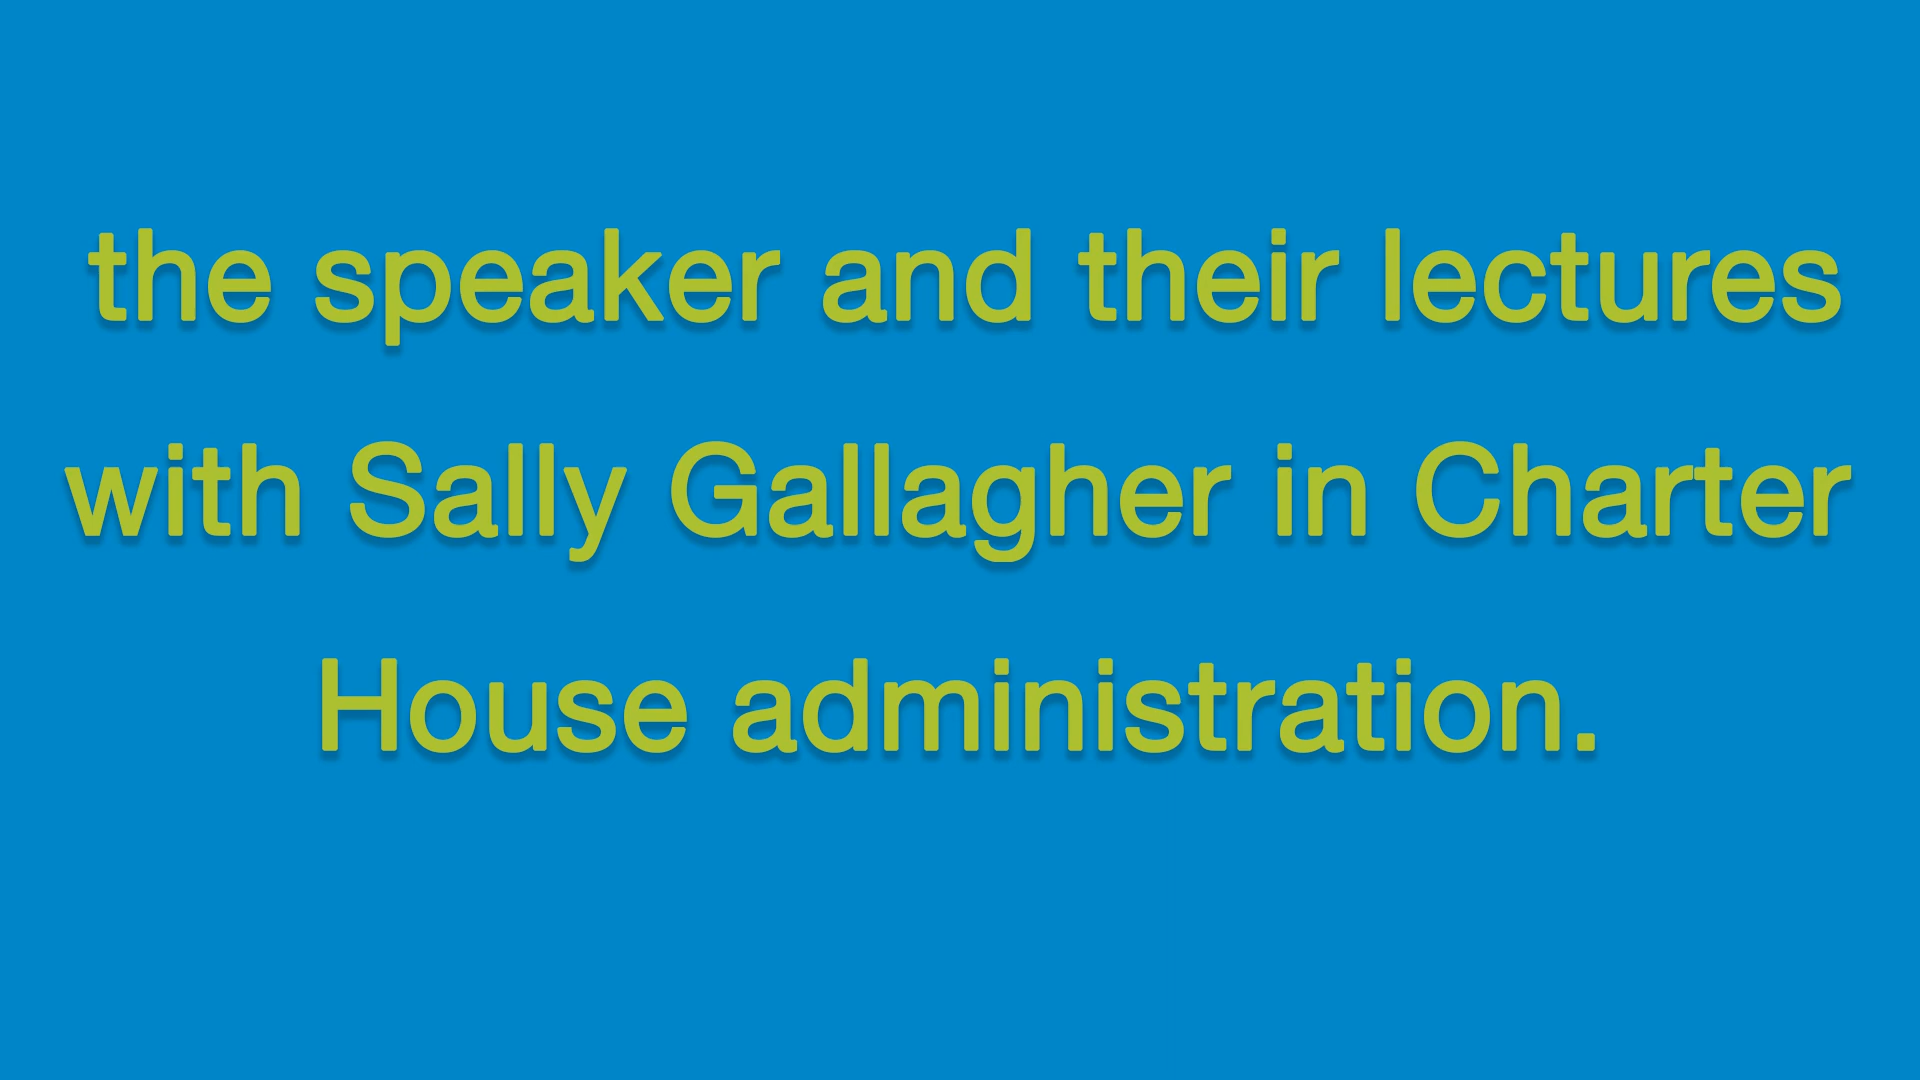 the speaker and their lectures
with Sally Gallagher in Charter
House administration.